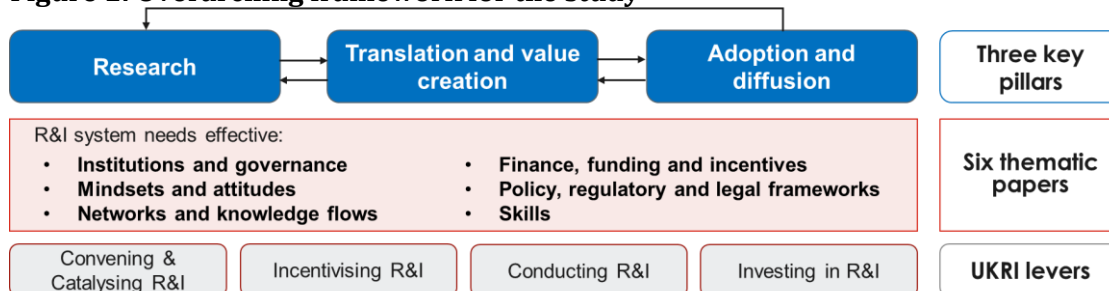 Research
Translation and value
creation
Adoption and
diffusion
Three key
pillars
R&I system needs effective:
• Institutions and governance
• Mindsets and attitudes
• Networks and knowledge flows
• Finance, funding and incentives
• Policy, regulatory and legal frameworks
• Skills
Six thematic
papers
Convening &
Catalysing R&I
Incentivising R&I
Conducting R&I
Investing in R&I
UKRI levers